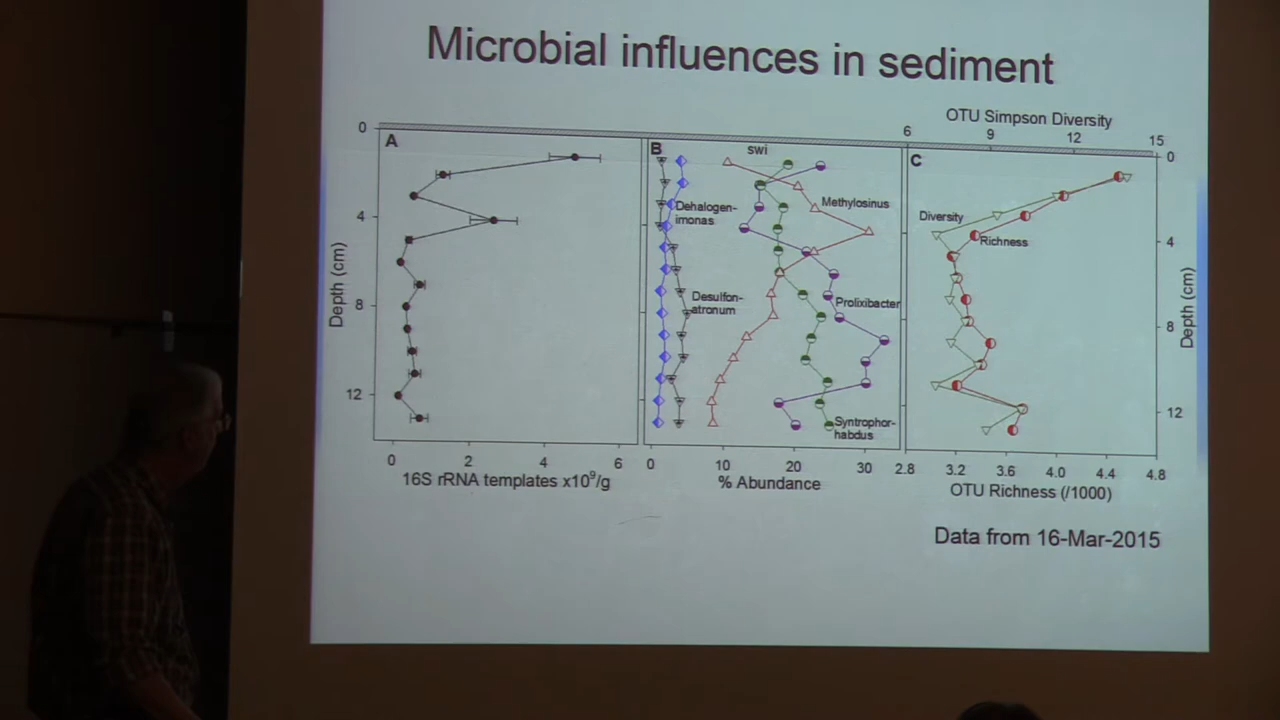 Microbial influences in sediment
OTU Simpson Diversity
6 9 12 15
0
4
8
12
Depth (cm)
A
0 2 4 6
16S rRNA templates x10⁹/g
B
swi
Dehalogen-
imonas
Methylosinus
Desulfon-
atronum
Prolixibacter
Syntrophor-
habdus
0 10 20 30
% Abundance
C
Diversity
Richness
0
4
8
12
Depth (cm)
2.8 3.2 3.6 4.0 4.4 4.8
OTU Richness (/1000)
Data from 16-Mar-2015